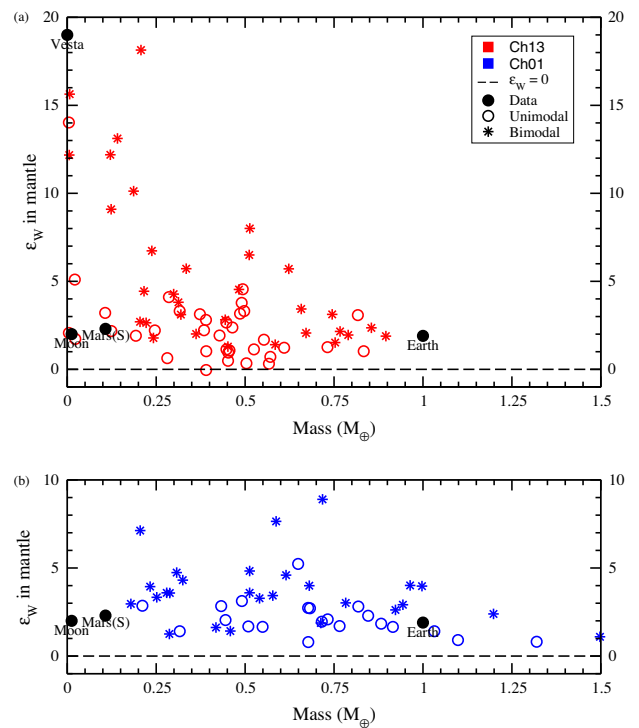 (a)
20
20
Vesta
Ch13
Ch01
ε_W = 0
Data
Unimodal
Bimodal
15
15
10
10
ε_W in mantle
5
5
Moon
Mars(S)
Earth
0
0
0
0.25
0.5
0.75
1
1.25
1.5
Mass (M_⊕)
(b)
10
10
5
5
ε_W in mantle
Moon
Mars(S)
Earth
0
0
0
0.25
0.5
0.75
1
1.25
1.5
Mass (M_⊕)